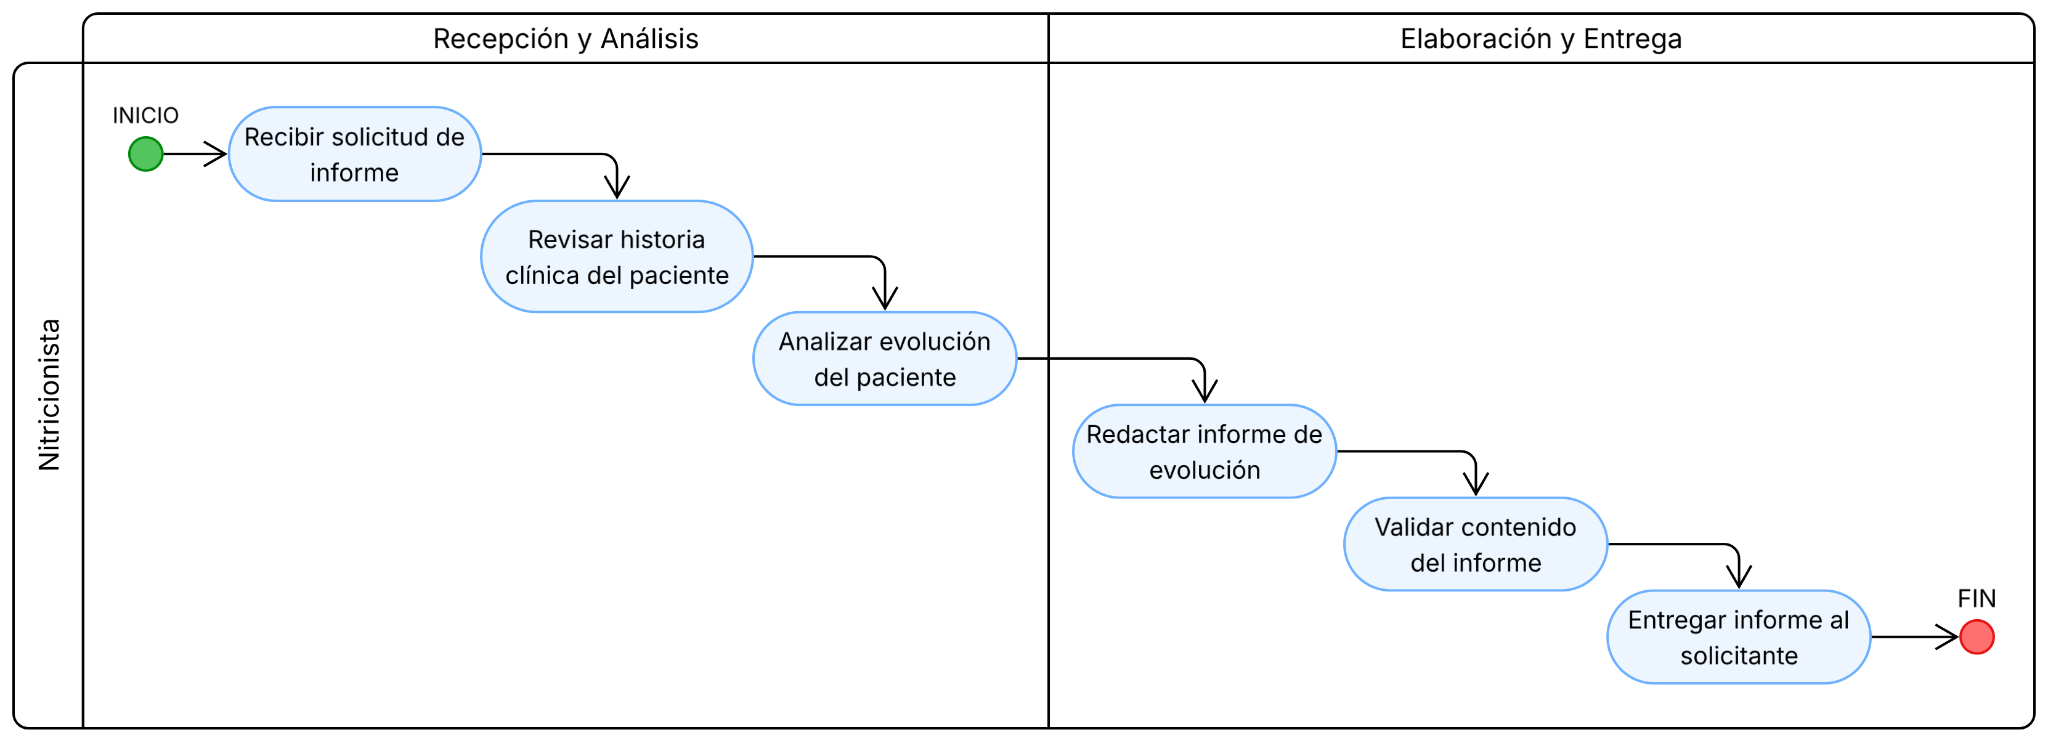 Recepción y Análisis
Elaboración y Entrega
Nitricionista
INICIO
Recibir solicitud de
informe
Revisar historia
clínica del paciente
Analizar evolución
del paciente
Redactar informe de
evolución
Validar contenido
del informe
Entregar informe al
solicitante
FIN